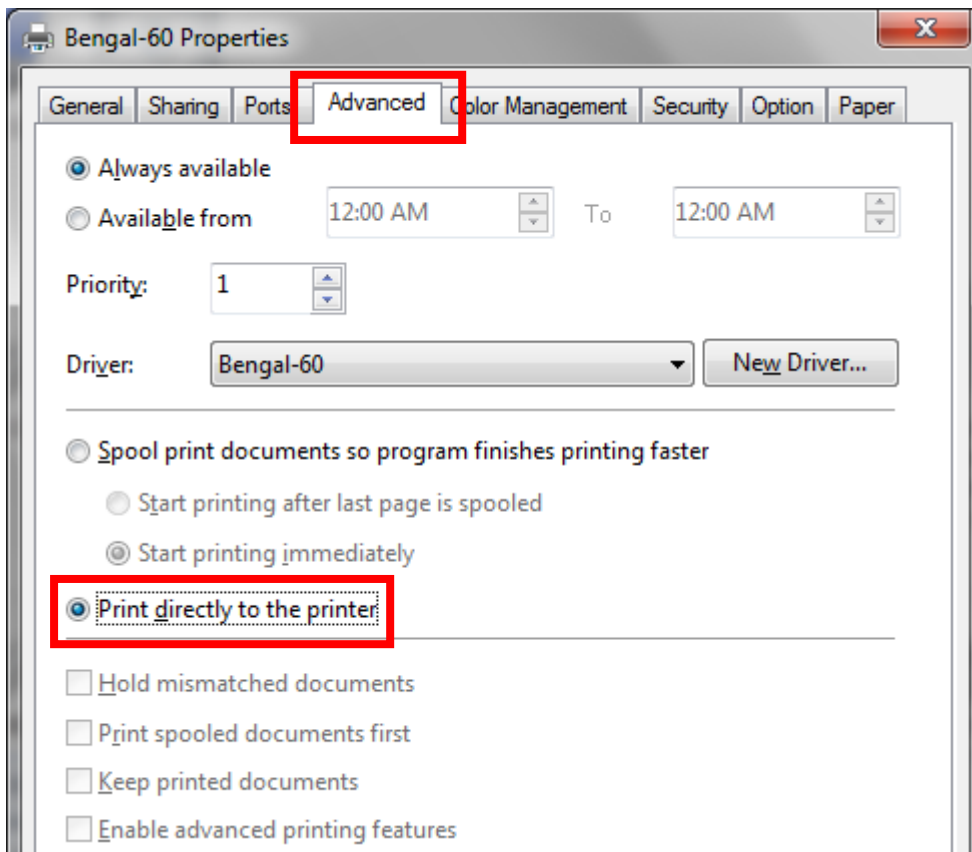 Bengal-60 Properties
General Sharing Ports Advanced Color Management Security Option Paper
Always available
Available from 12:00 AM To 12:00 AM
Priority: 1
Driver: Bengal-60 New Driver...
Spool print documents so program finishes printing faster
Start printing after last page is spooled
Start printing immediately
Print directly to the printer
Hold mismatched documents
Print spooled documents first
Keep printed documents
Enable advanced printing features